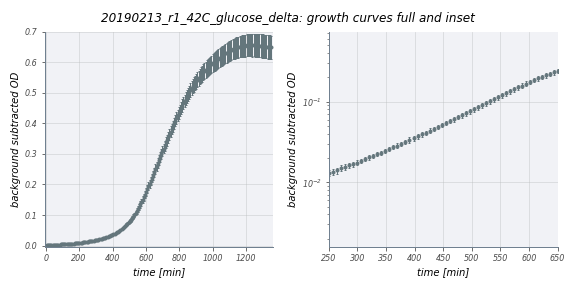 20190213_r1_42C_glucose_delta: growth curves full and inset
background subtracted OD
0.7
0.6
0.5
0.4
0.3
0.2
0.1
0.0
0 200 400 600 800 1000 1200
time [min]
background subtracted OD
10⁻¹
10⁻²
250 300 350 400 450 500 550 600 650
time [min]